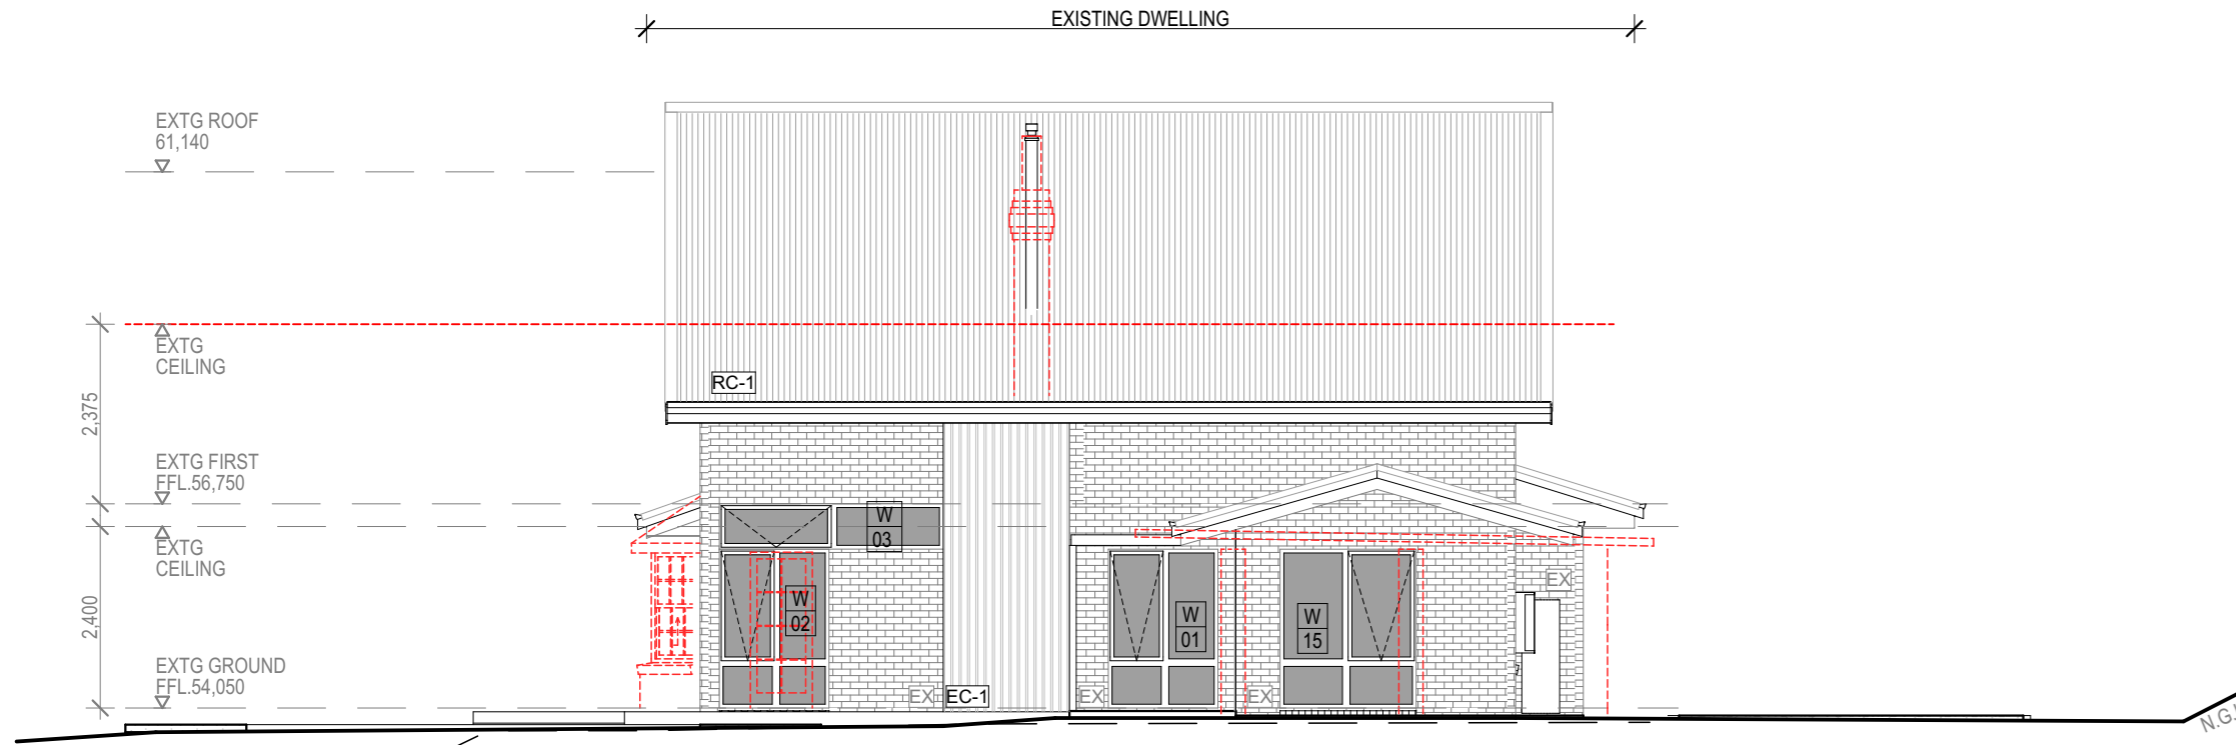 EXISTING DWELLING
EXTG ROOF
61,140
EXTG
CEILING
RC-1
2,375
EXTG FIRST
FFL.56,750
W
03
EXTG
CEILING
EX
W
02
W
01
W
15
2,400
EXTG GROUND
FFL.54,050
EX
EC-1
EX
EX